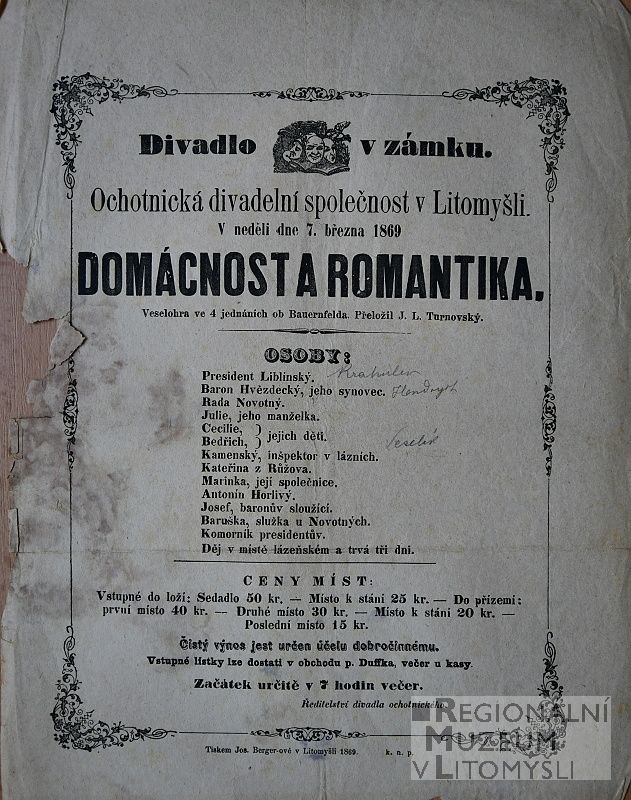 Divadlo v zámku.
Ochotnická divadelní společnost v Litomyšli.
V neděli dne 7. března 1869
DOMÁCNOST A ROMANTIKA.
Veselohra ve 4 jednáních ob Bauernfelda. Přeložil J. L. Turnovský.
OSOBY:
President Liblínský. Krahulec
Baron Hvězdecký, jeho synovec.
Rada Novotný.
Julie, jeho manželka.
Cecilie, }
Bedřich, } jejich děti. Veselík
Kamenský, inšpektor v lázních.
Kateřina z Růžova.
Marinka, její společnice.
Antonín Horlivý.
Josef, baronův sloužící.
Baruška, služka u Novotných.
Komorník presidentův.
Děj v místě lázeňském a trvá tři dni.
CENY MÍST:
Vstupné do loží: Sedadlo 50 kr. — Místo k stání 25 kr. — Do přízemí:
první místo 40 kr. — Druhé místo 30 kr. — Místo k stání 20 kr. —
Poslední místo 15 kr.
Čistý výnos jest určen účelu dobročinnému.
Vstupné lístky lze dostati v obchodu p. Duffka, večer u kasy.
Začátek určitě v 7 hodin večer.
Ředitelství divadla ochotnického.
Tiskem Jos. Berger-ové v Litomyšli 1869. k. n. p.
REGIONÁLNÍ
MUZEUM
V LITOMYŠLI